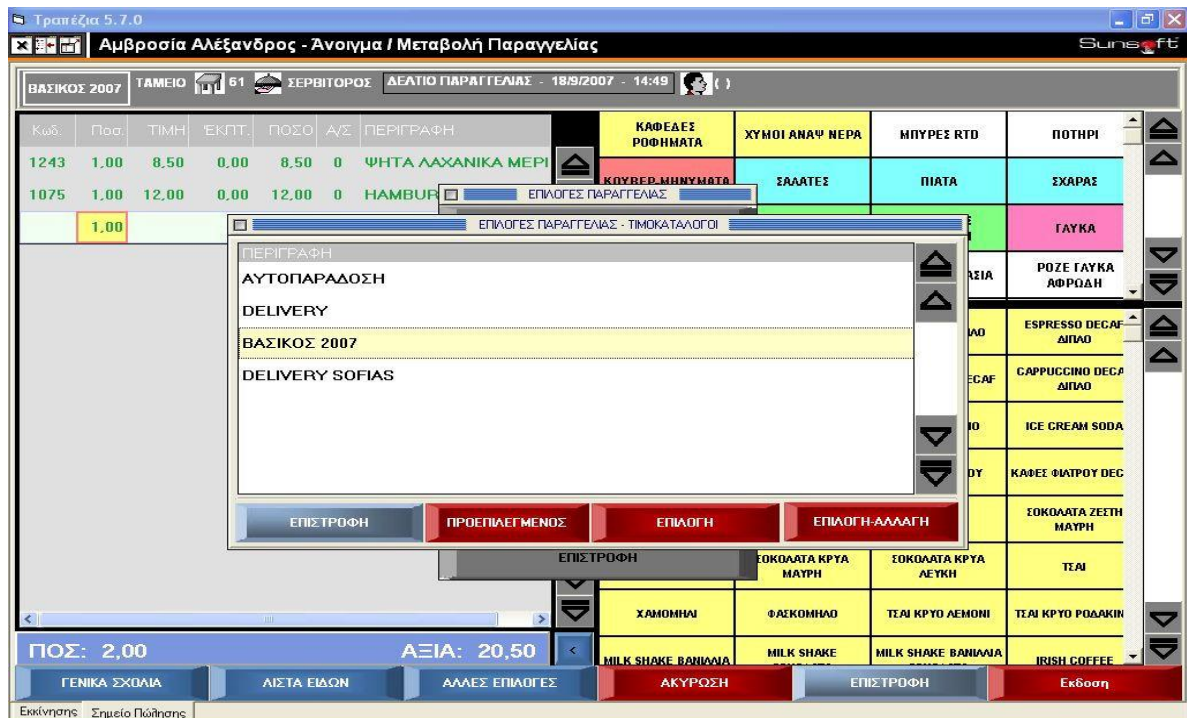 Τραπέζια 5.7.0
Αμβροσία Αλέξανδρος - Άνοιγμα / Μεταβολή Παραγγελίας
Sunsoft
ΒΑΣΙΚΟΣ 2007
ΤΑΜΕΙΟ
61
ΣΕΡΒΙΤΟΡΟΣ
ΔΕΛΤΙΟ ΠΑΡΑΓΓΕΛΙΑΣ - 18/9/2007 - 14:49
( )
Κωδ. Ποσ. ΤΙΜΗ ΈΚΠΤ. ΠΟΣΟ Α/Σ ΠΕΡΙΓΡΑΦΗ
1243 1,00 8,50 0,00 8,50 0 ΨΗΤΑ ΛΑΧΑΝΙΚΑ ΜΕΡΙ
1075 1,00 12,00 0,00 12,00 0 HAMBUR
1,00
ΚΑΦΕΔΕΣ
ΡΟΦΗΜΑΤΑ
ΧΥΜΟΙ ΑΝΑΨ ΝΕΡΑ
ΜΠΥΡΕΣ RTD
ΠΟΤΗΡΙ
ΚΟΥΒΕΡ-ΜΗΝΥΜΑΤΑ
ΣΑΛΑΤΕΣ
ΠΙΑΤΑ
ΣΧΑΡΑΣ
ΓΛΥΚΑ
ΡΟΖΕ ΓΛΥΚΑ
ΑΦΡΩΔΗ
ΕΠΙΛΟΓΕΣ ΠΑΡΑΓΓΕΛΙΑΣ
ΕΠΙΛΟΓΕΣ ΠΑΡΑΓΓΕΛΙΑΣ - ΤΙΜΟΚΑΤΑΛΟΓΟΙ
ΠΕΡΙΓΡΑΦΗ
ΑΥΤΟΠΑΡΑΔΟΣΗ
DELIVERY
ΒΑΣΙΚΟΣ 2007
DELIVERY SOFIAS
ΕΠΙΣΤΡΟΦΗ
ΠΡΟΕΠΙΛΕΓΜΕΝΟΣ
ΕΠΙΛΟΓΗ
ΕΠΙΛΟΓΗ-ΑΛΛΑΓΗ
ΕΠΙΣΤΡΟΦΗ
ESPRESSO DECAF
ΔΙΠΛΟ
CAPPUCCINO DECA
ΔΙΠΛΟ
ICE CREAM SODA
ΚΑΦΕΣ ΦΙΛΤΡΟΥ DEC
ΣΟΚΟΛΑΤΑ ΖΕΣΤΗ
ΜΑΥΡΗ
ΣΟΚΟΛΑΤΑ ΚΡΥΑ
ΜΑΥΡΗ
ΣΟΚΟΛΑΤΑ ΚΡΥΑ
ΛΕΥΚΗ
ΤΣΑΙ
ΧΑΜΟΜΗΛΙ
ΦΑΣΚΟΜΗΛΟ
ΤΣΑΙ ΚΡΥΟ ΛΕΜΟΝΙ
ΤΣΑΙ ΚΡΥΟ ΡΟΔΑΚΙΝ
MILK SHAKE ΒΑΝΙΛΛΙΑ
MILK SHAKE
MILK SHAKE ΒΑΝΙΛΛΙΑ
IRISH COFFEE
ΠΟΣ: 2,00 ΑΞΙΑ: 20,50
ΓΕΝΙΚΑ ΣΧΟΛΙΑ
ΛΙΣΤΑ ΕΙΔΩΝ
ΑΛΛΕΣ ΕΠΙΛΟΓΕΣ
ΑΚΥΡΩΣΗ
ΕΠΙΣΤΡΟΦΗ
Εκδοση
Εκκίνησης Σημείο Πώλησης